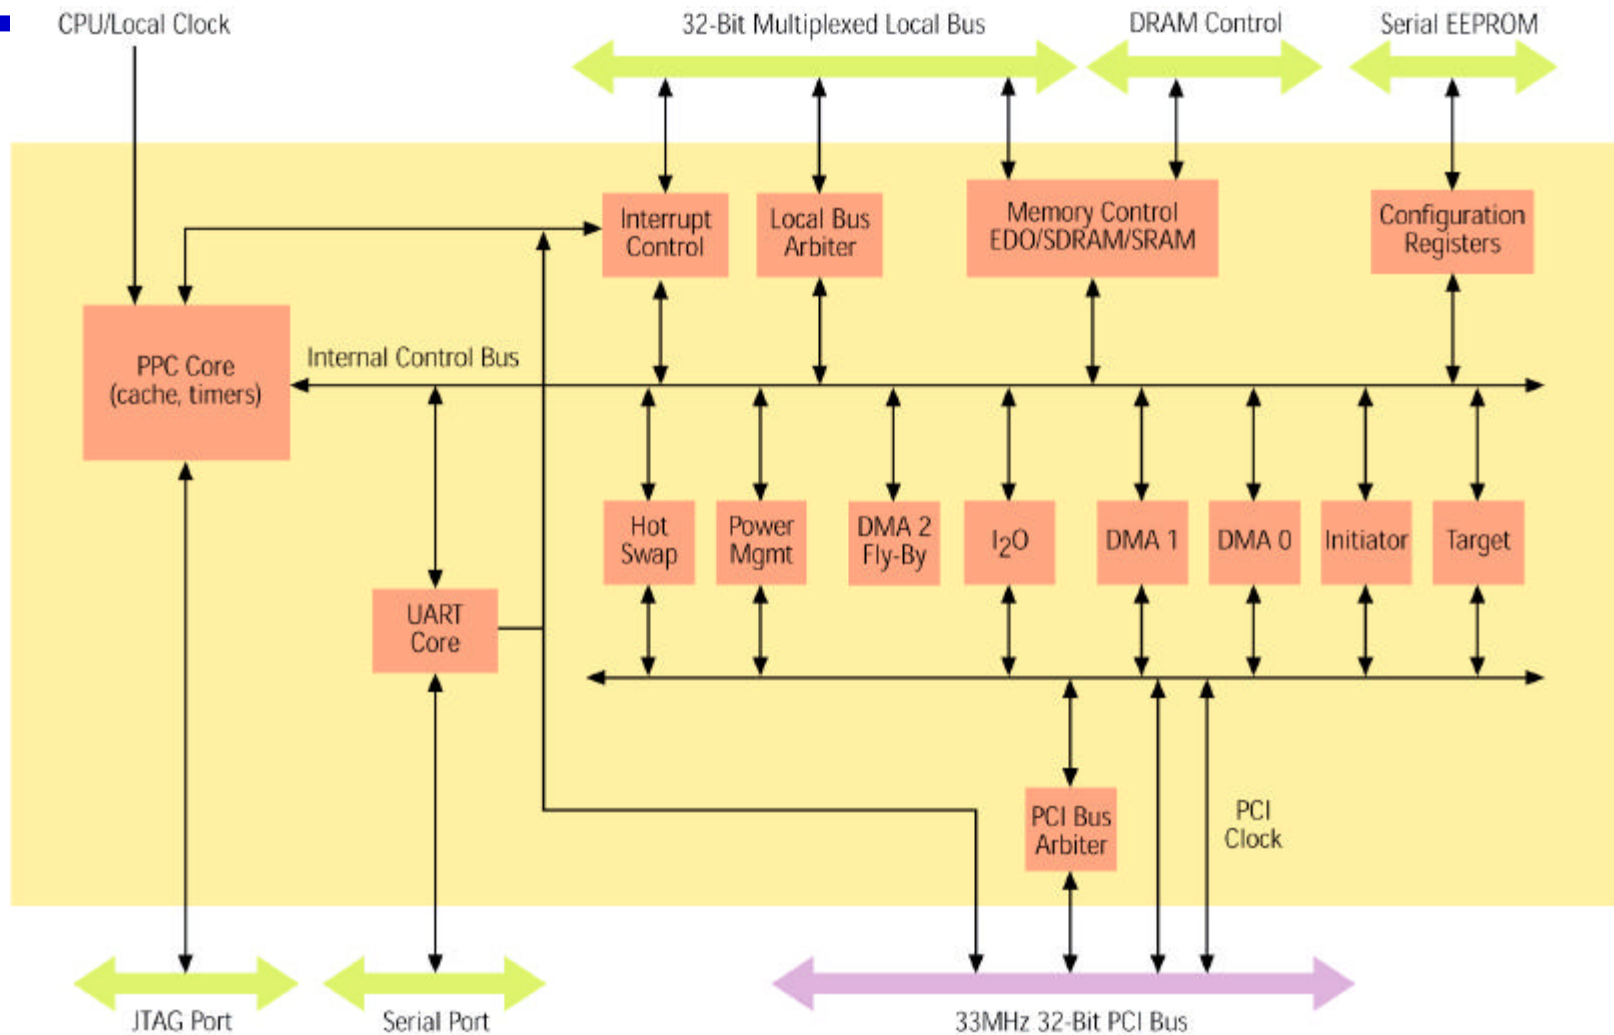 CPU/Local Clock
32-Bit Multiplexed Local Bus
DRAM Control
Serial EEPROM
Interrupt
Control
Local Bus
Arbiter
Memory Control
EDO/SDRAM/SRAM
Configuration
Registers
PPC Core
(cache, timers)
Internal Control Bus
Hot
Swap
Power
Mgmt
DMA 2
Fly-By
I₂O
DMA 1
DMA 0
Initiator
Target
UART
Core
PCI Bus
Arbiter
PCI
Clock
JTAG Port
Serial Port
33MHz 32-Bit PCI Bus